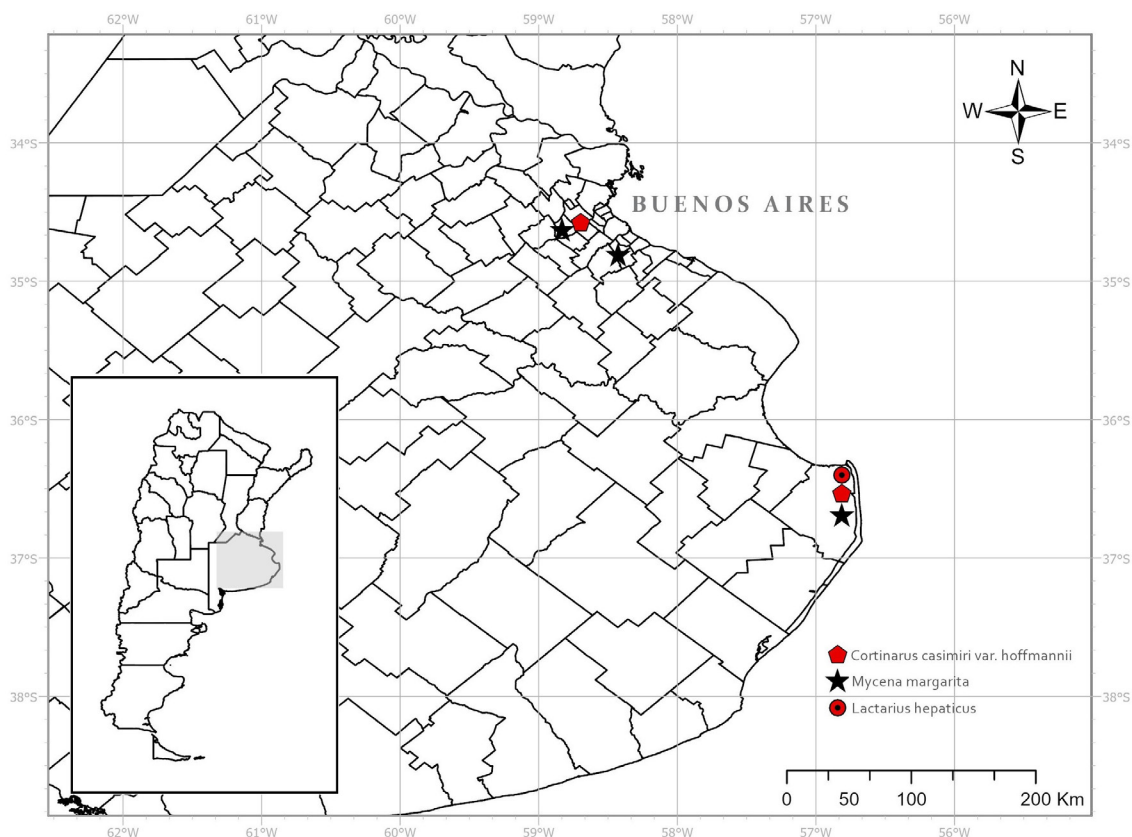 62°W 61°W 60°W 59°W 58°W 57°W 56°W
N
W E
S
34°S 34°S
BUENOS AIRES
35°S 35°S
36°S 36°S
37°S 37°S
Cortinarus casimiri var. hoffmannii
Mycena margarita
38°S 38°S
Lactarius hepaticus
0 50 100 200 Km
62°W 61°W 60°W 59°W 58°W 57°W 56°W